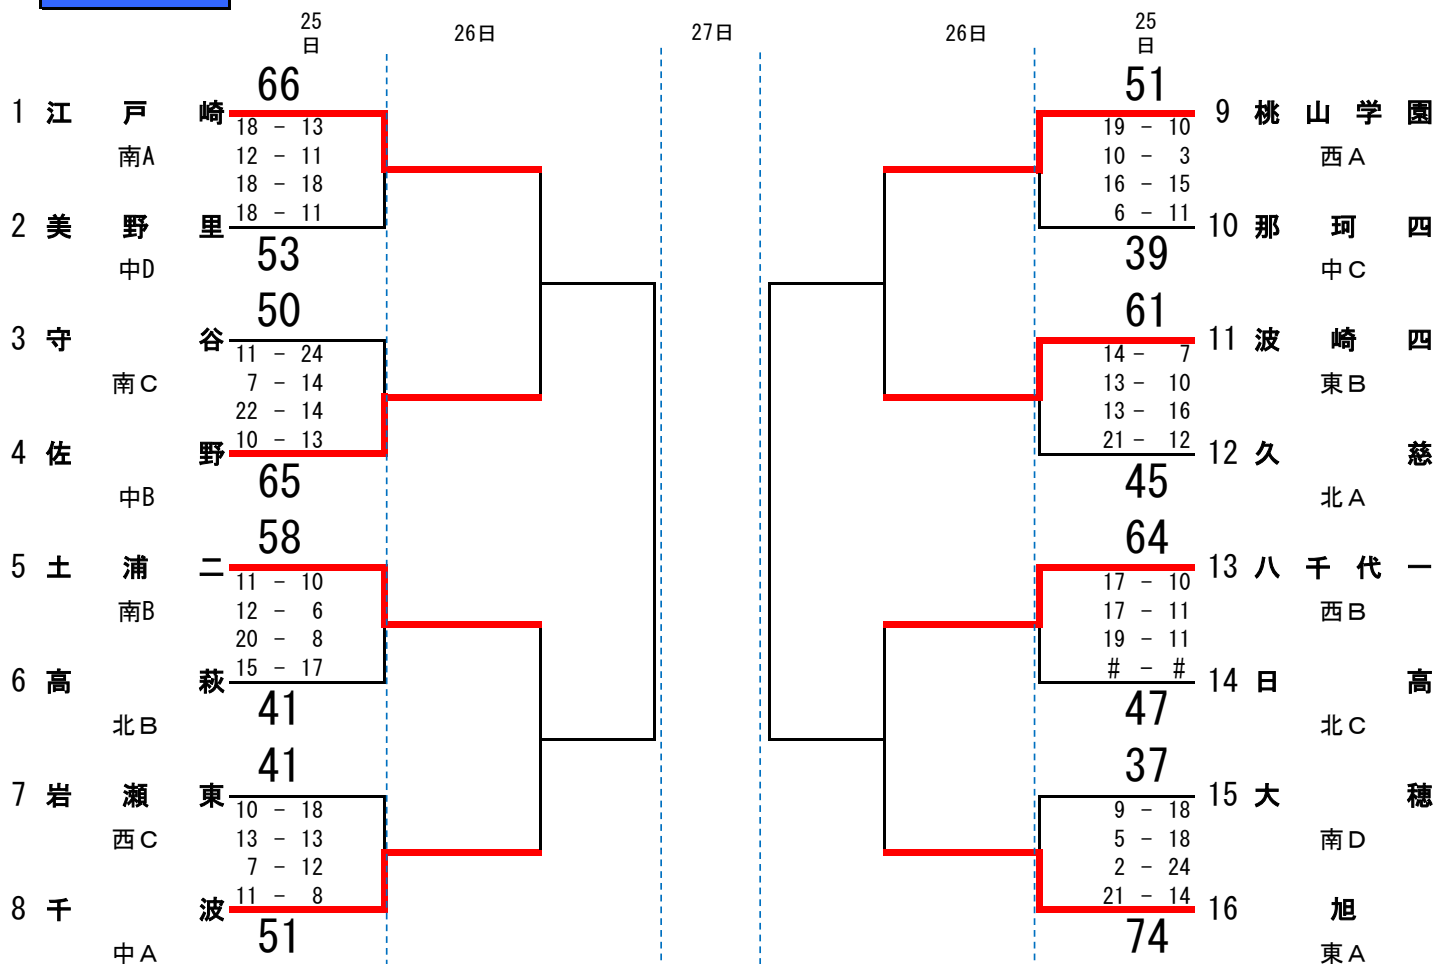 25日 26日 27日 26日 25日
66
1 江戸崎
18 - 13
南A
12 - 11
18 - 18
18 - 11
2 美野里
53
中D
50
3 守谷
11 - 24
南C
7 - 14
22 - 14
10 - 13
4 佐野
65
中B
58
5 土浦二
11 - 10
南B
12 - 6
20 - 8
15 - 17
6 高萩
41
北B
41
7 岩瀬東
10 - 18
西C
13 - 13
7 - 12
11 - 8
8 千波
51
中A
51
9 桃山学園
19 - 10
西A
10 - 3
16 - 15
6 - 11
10 那珂四
39
中C
61
11 波崎四
14 - 7
東B
13 - 10
13 - 16
21 - 12
12 久慈
45
北A
64
13 八千代一
17 - 10
西B
17 - 11
19 - 11
# - #
14 日高
47
北C
37
15 大穂
9 - 18
南D
5 - 18
2 - 24
21 - 14
16 旭
74
東A